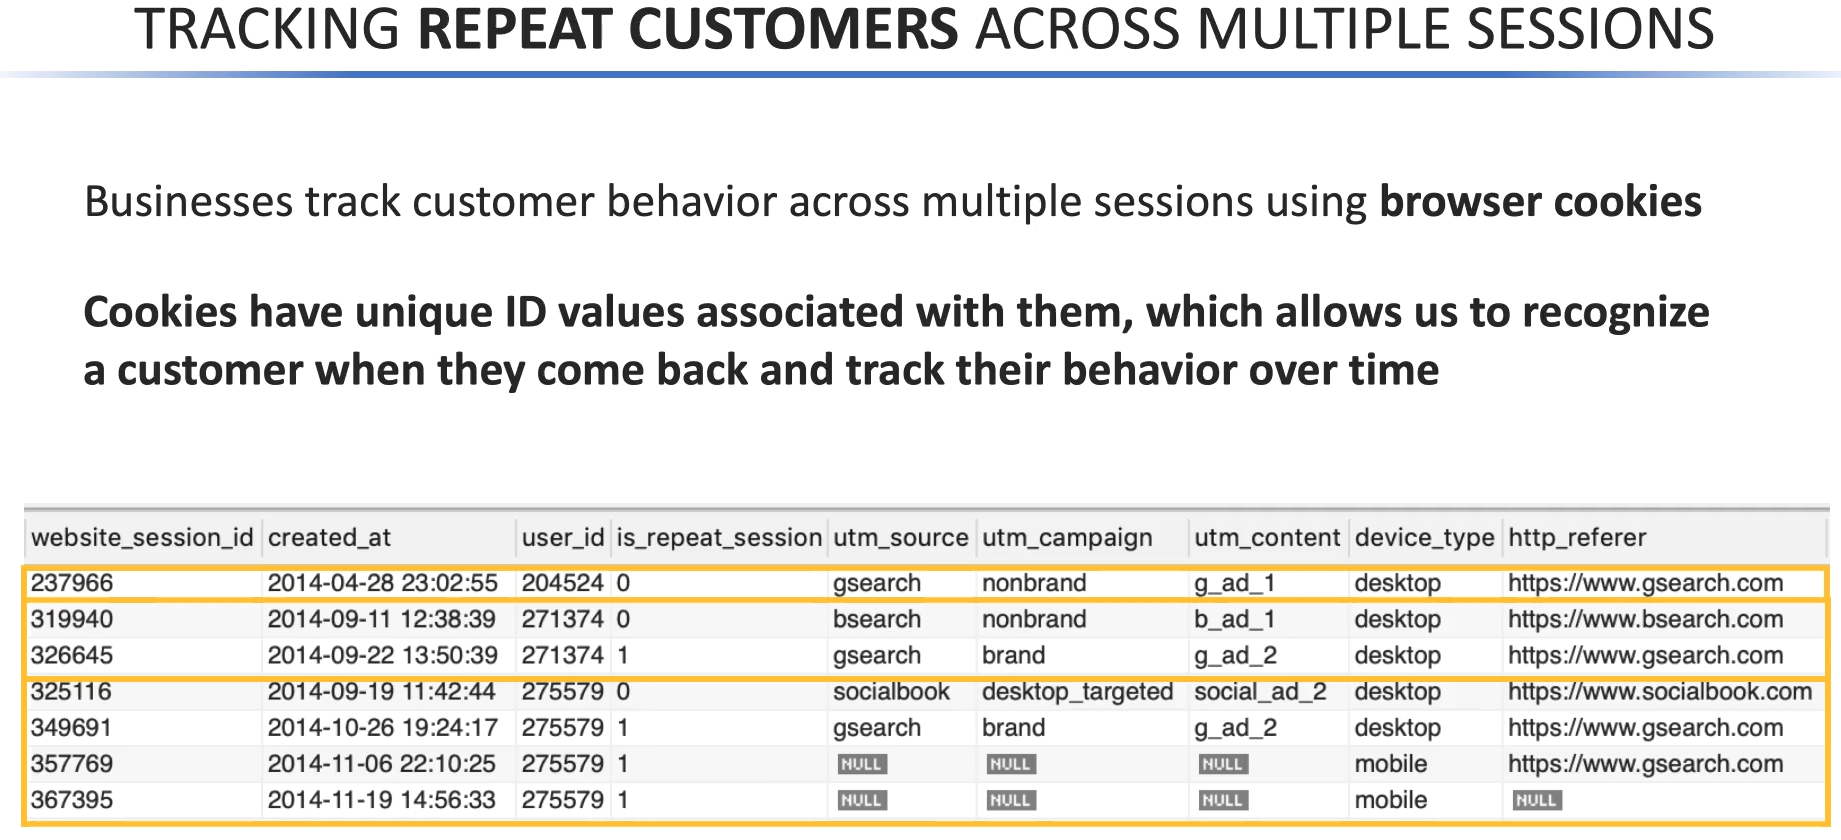 TRACKING REPEAT CUSTOMERS ACROSS MULTIPLE SESSIONS
Businesses track customer behavior across multiple sessions using browser cookies
Cookies have unique ID values associated with them, which allows us to recognize
a customer when they come back and track their behavior over time
website_session_id created_at user_id is_repeat_session utm_source utm_campaign utm_content device_type http_referer
237966 2014-04-28 23:02:55 204524 0 gsearch nonbrand g_ad_1 desktop https://www.gsearch.com
319940 2014-09-11 12:38:39 271374 0 bsearch nonbrand b_ad_1 desktop https://www.bsearch.com
326645 2014-09-22 13:50:39 271374 1 gsearch brand g_ad_2 desktop https://www.gsearch.com
325116 2014-09-19 11:42:44 275579 0 socialbook desktop_targeted social_ad_2 desktop https://www.socialbook.com
349691 2014-10-26 19:24:17 275579 1 gsearch brand g_ad_2 desktop https://www.gsearch.com
357769 2014-11-06 22:10:25 275579 1 NULL NULL NULL mobile https://www.gsearch.com
367395 2014-11-19 14:56:33 275579 1 NULL NULL NULL mobile NULL